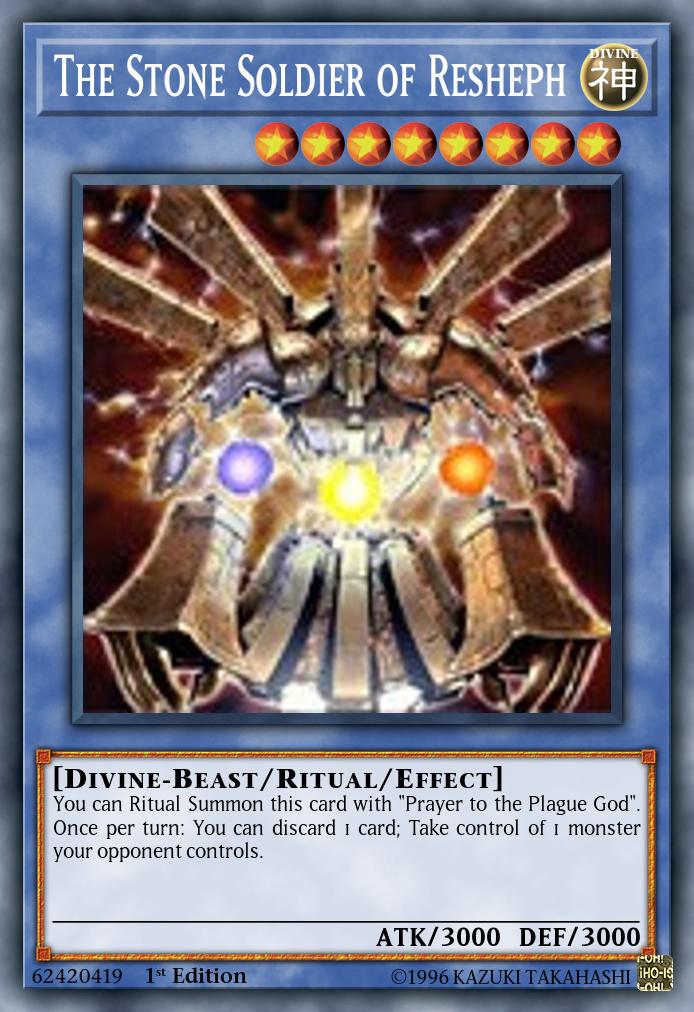 The Stone Soldier of Resheph
DIVINE
神
[Divine-Beast/Ritual/Effect]
You can Ritual Summon this card with "Prayer to the Plague God".
Once per turn: You can discard 1 card; Take control of 1 monster
your opponent controls.
ATK/3000 DEF/3000
62420419 1st Edition ©1996 KAZUKI TAKAHASHI